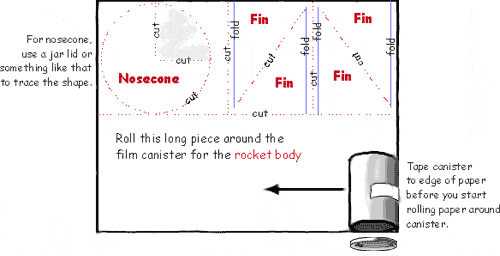 For nosecone,
use a jar lid or
something like that
to trace the shape.
cut
cut
cut
Nosecone
cut
fold
Fin
cut
Fin
fold
cut
fold
Fin
Fin
cut
fold
cut
Roll this long piece around the
film canister for the rocket body
Tape canister
to edge of paper
before you start
rolling paper around
canister.